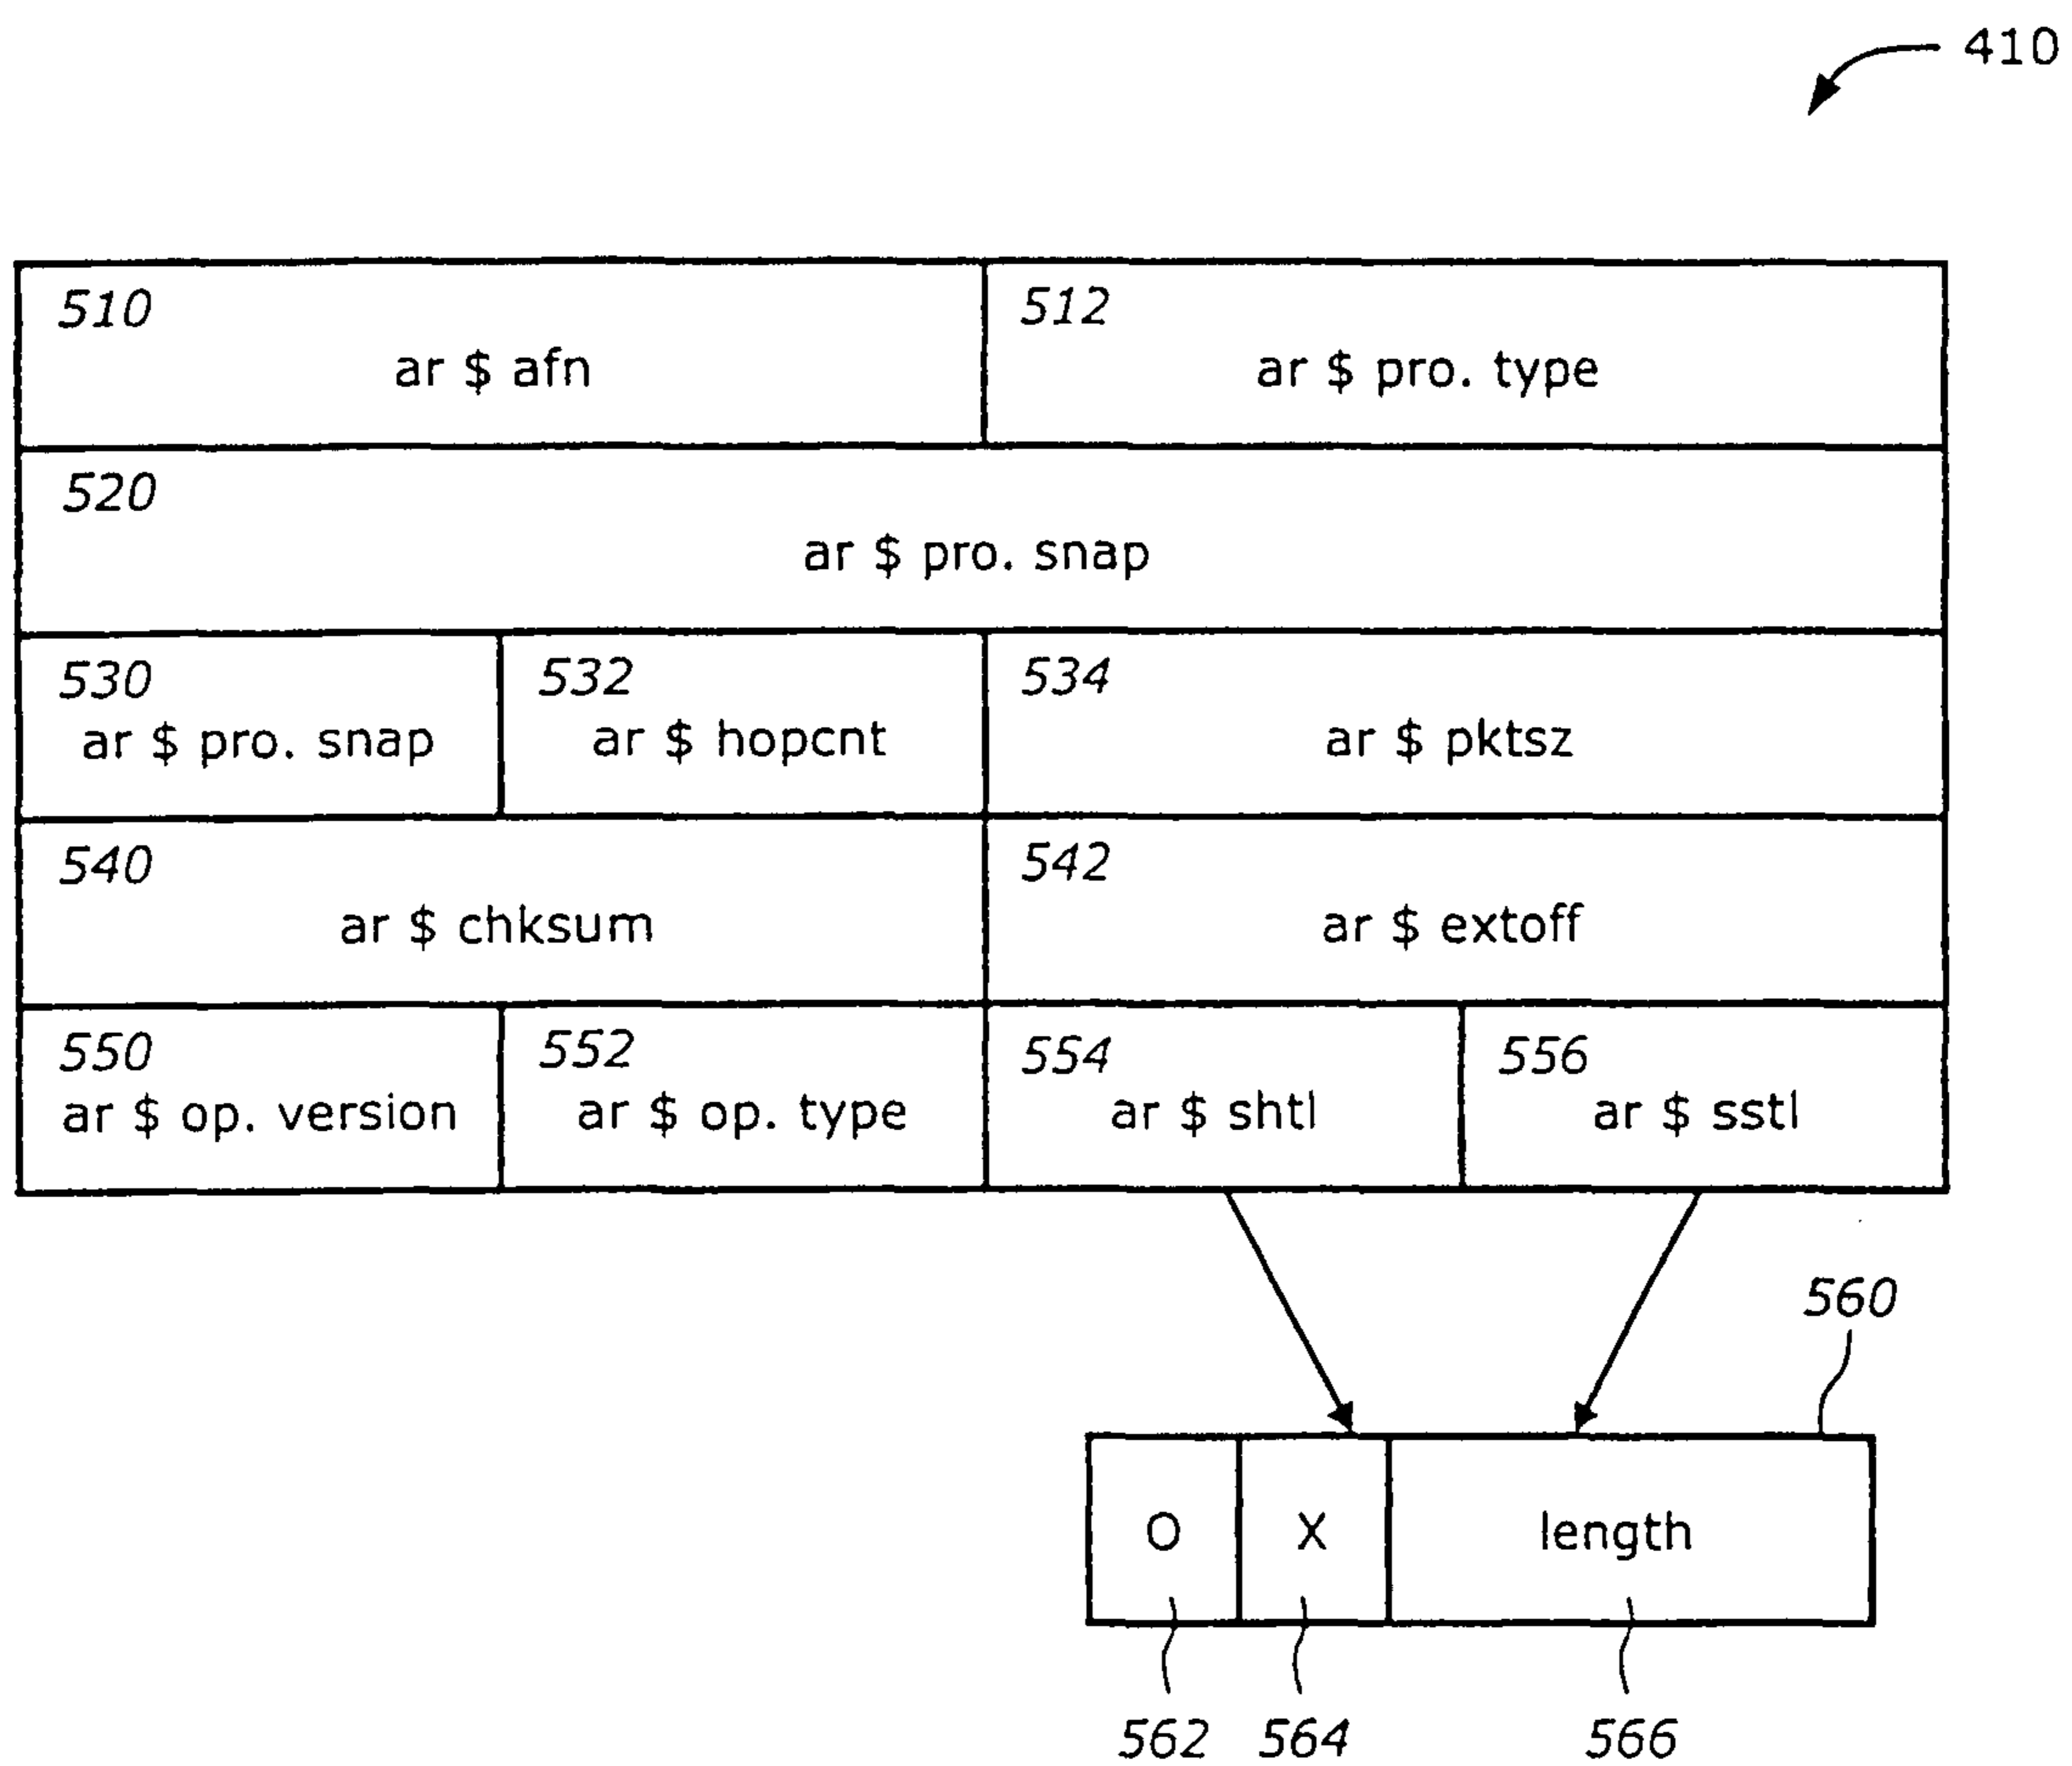 410
510 512
ar $ afn ar $ pro. type
520
ar $ pro. snap
530 532 534
ar $ pro. snap ar $ hopcnt ar $ pktsz
540 542
ar $ chksum ar $ extoff
550 552 554 556
ar $ op. version ar $ op. type ar $ shtl ar $ sstl
560
O X length
562 564 566